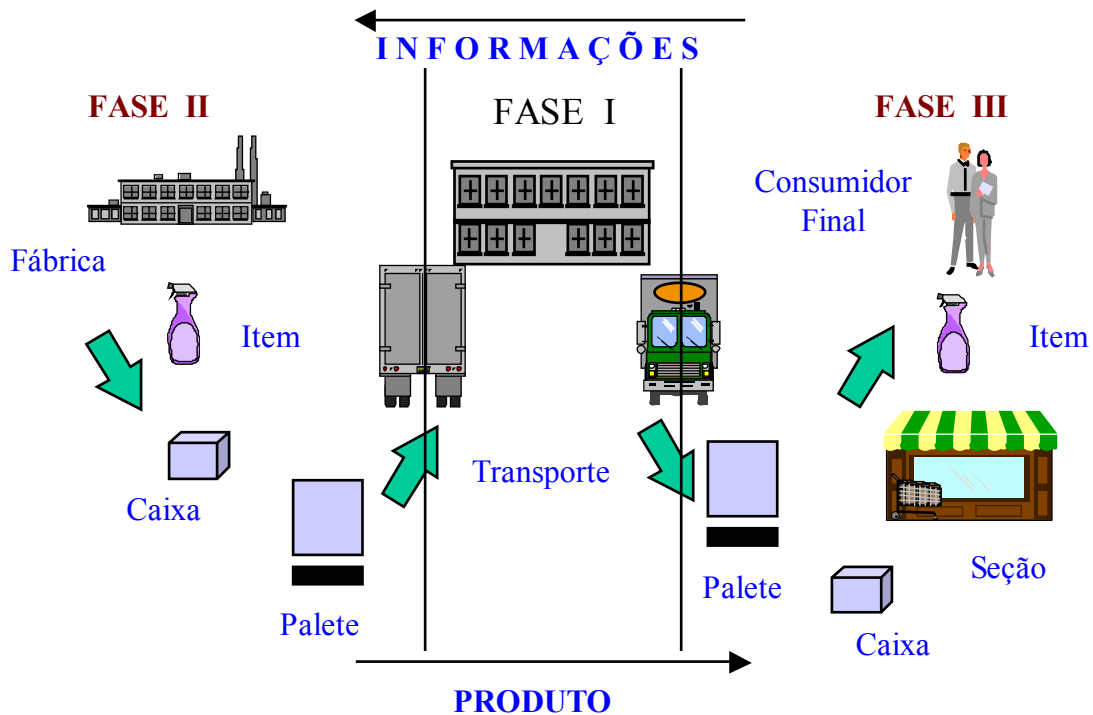 INFORMAÇÕES
FASE II
FASE I
FASE III
Consumidor
Final
Fábrica
Item
Item
Transporte
Caixa
Palete
Palete
Seção
Caixa
PRODUTO